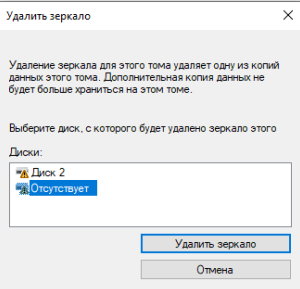 Удалить зеркало
Удаление зеркала для этого тома удаляет одну из копий
данных этого тома. Дополнительная копия данных не
будет больше храниться на этом томе.
Выберите диск, с которого будет удалено зеркало этого
Диски:
Диск 2
Отсутствует
Удалить зеркало
Отмена